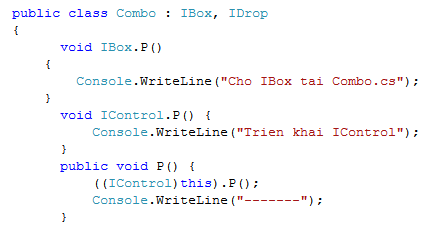 public class Combo : IBox, IDrop
{
void IBox.P()
{
Console.WriteLine("Cho IBox tai Combo.cs");
}
void IControl.P() {
Console.WriteLine("Trien khai IControl");
}
public void P() {
((IControl)this).P();
Console.WriteLine("-------");
}